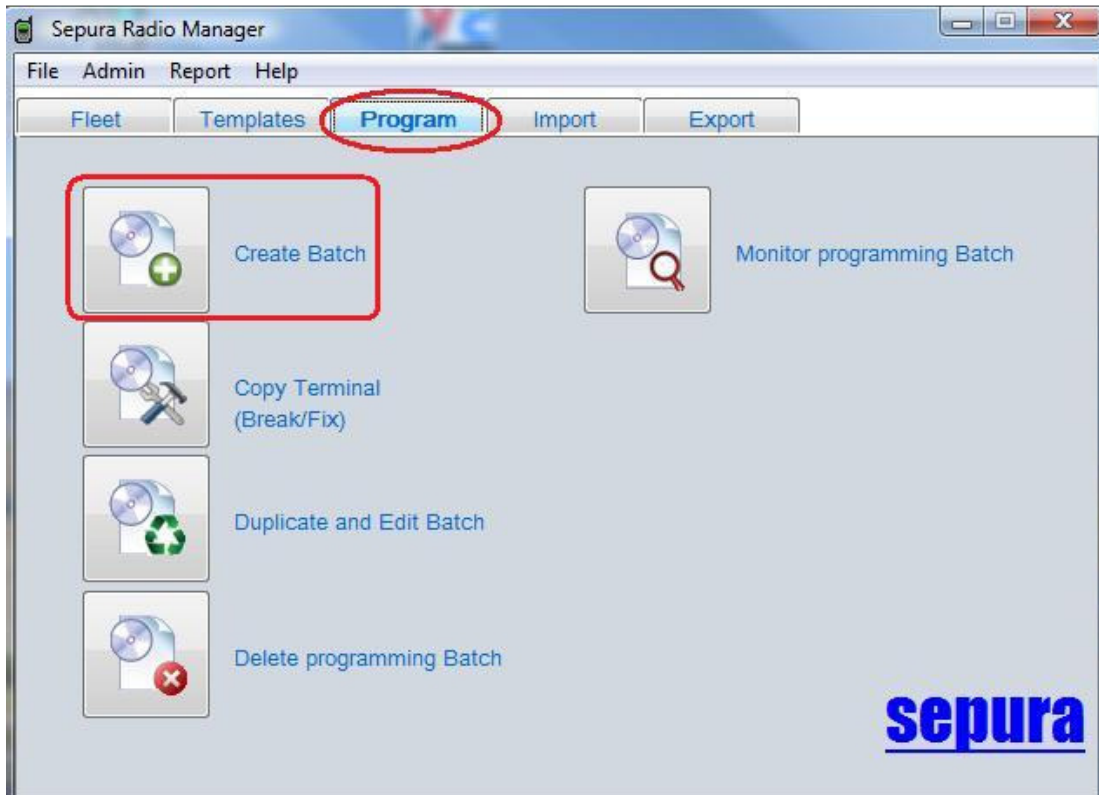 Sepura Radio Manager
File Admin Report Help
Fleet Templates Program Import Export
Create Batch
Monitor programming Batch
Copy Terminal
(Break/Fix)
Duplicate and Edit Batch
Delete programming Batch
sepura